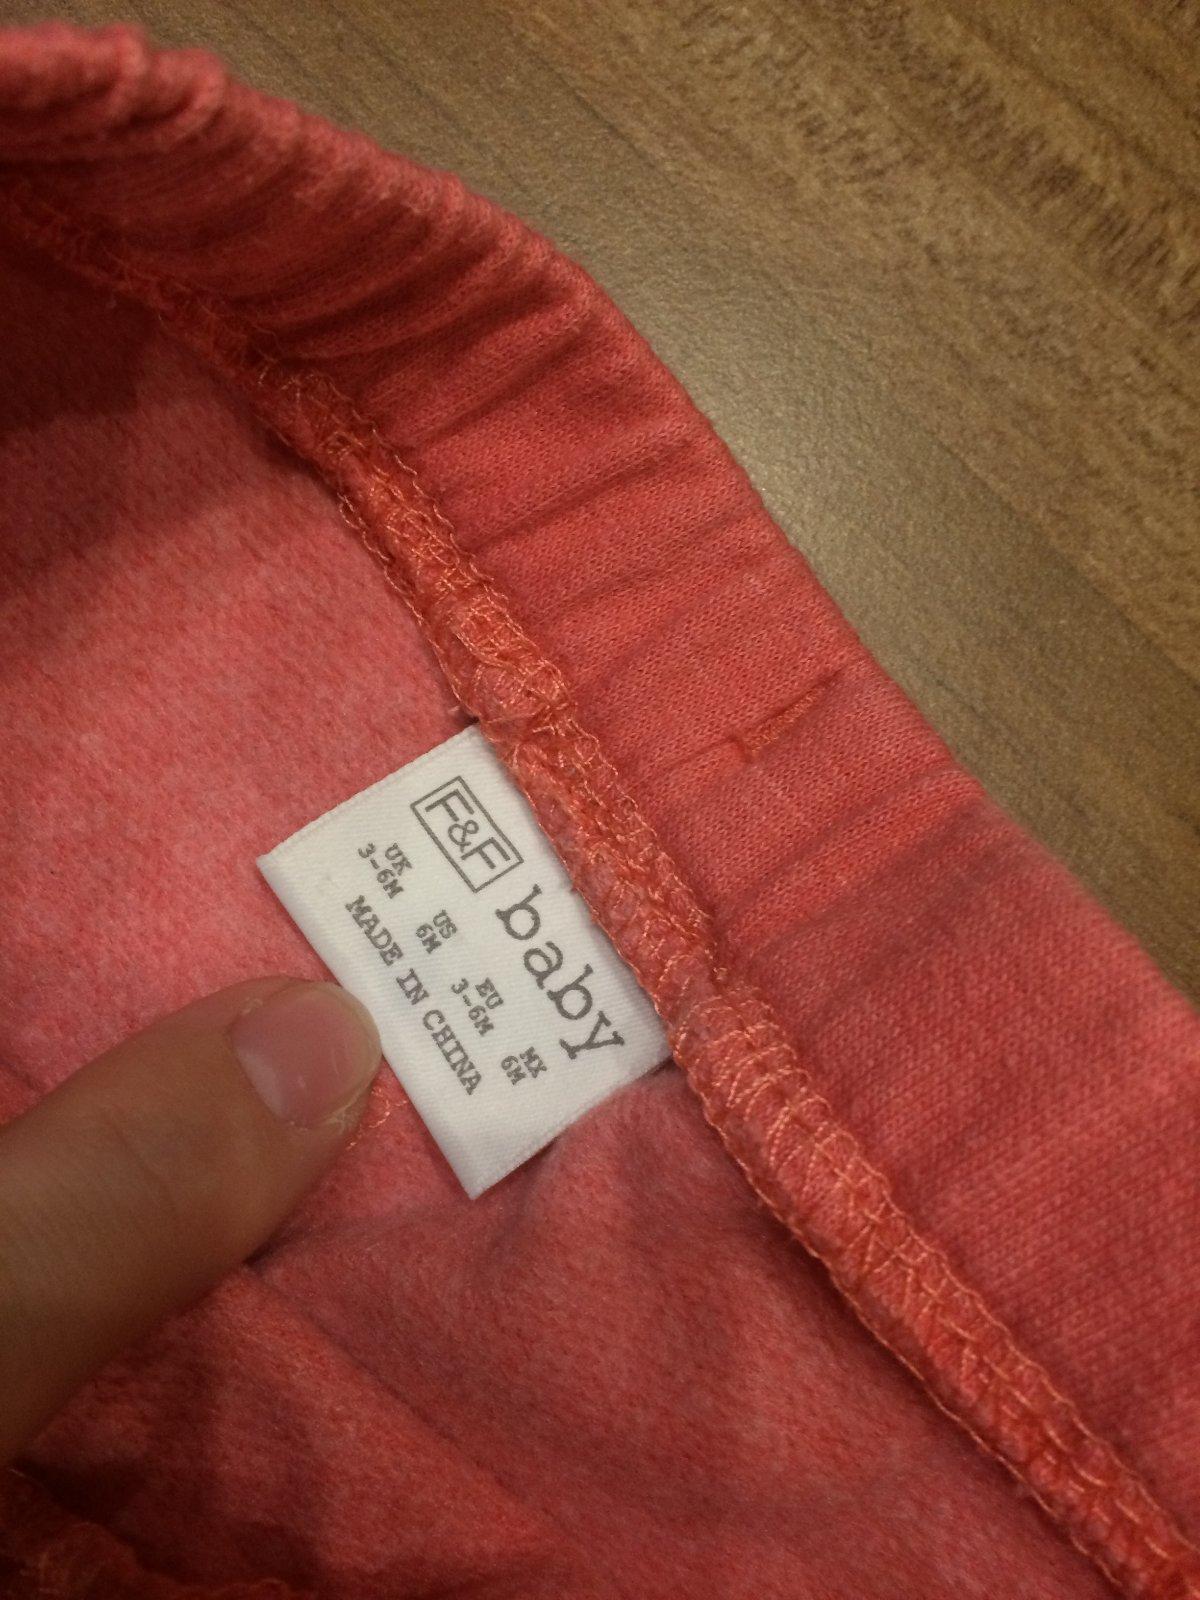 F&F baby
UK US EU MX
3-6M 6M 3-6M 6M
MADE IN CHINA